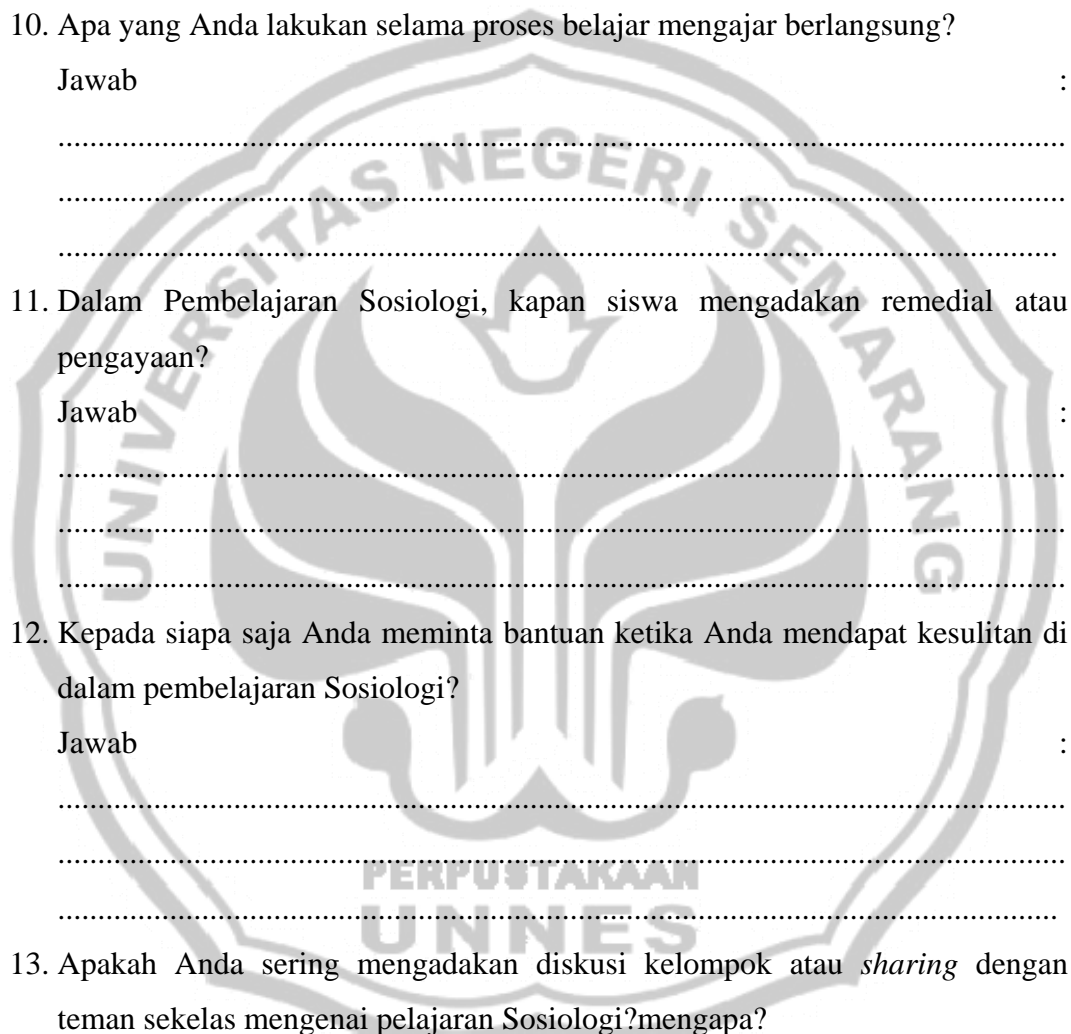 10. Apa yang Anda lakukan selama proses belajar mengajar berlangsung?
Jawab :
..........................................................................................................................
..........................................................................................................................
.........................................................................................................................
11. Dalam Pembelajaran Sosiologi, kapan siswa mengadakan remedial atau
pengayaan?
Jawab :
..........................................................................................................................
..........................................................................................................................
..........................................................................................................................
12. Kepada siapa saja Anda meminta bantuan ketika Anda mendapat kesulitan di
dalam pembelajaran Sosiologi?
Jawab :
..........................................................................................................................
..........................................................................................................................
.........................................................................................................................
13. Apakah Anda sering mengadakan diskusi kelompok atau sharing dengan
teman sekelas mengenai pelajaran Sosiologi?mengapa?
UNIVERSITAS NEGERI SEMARANG
PERPUSTAKAAN
UNNES